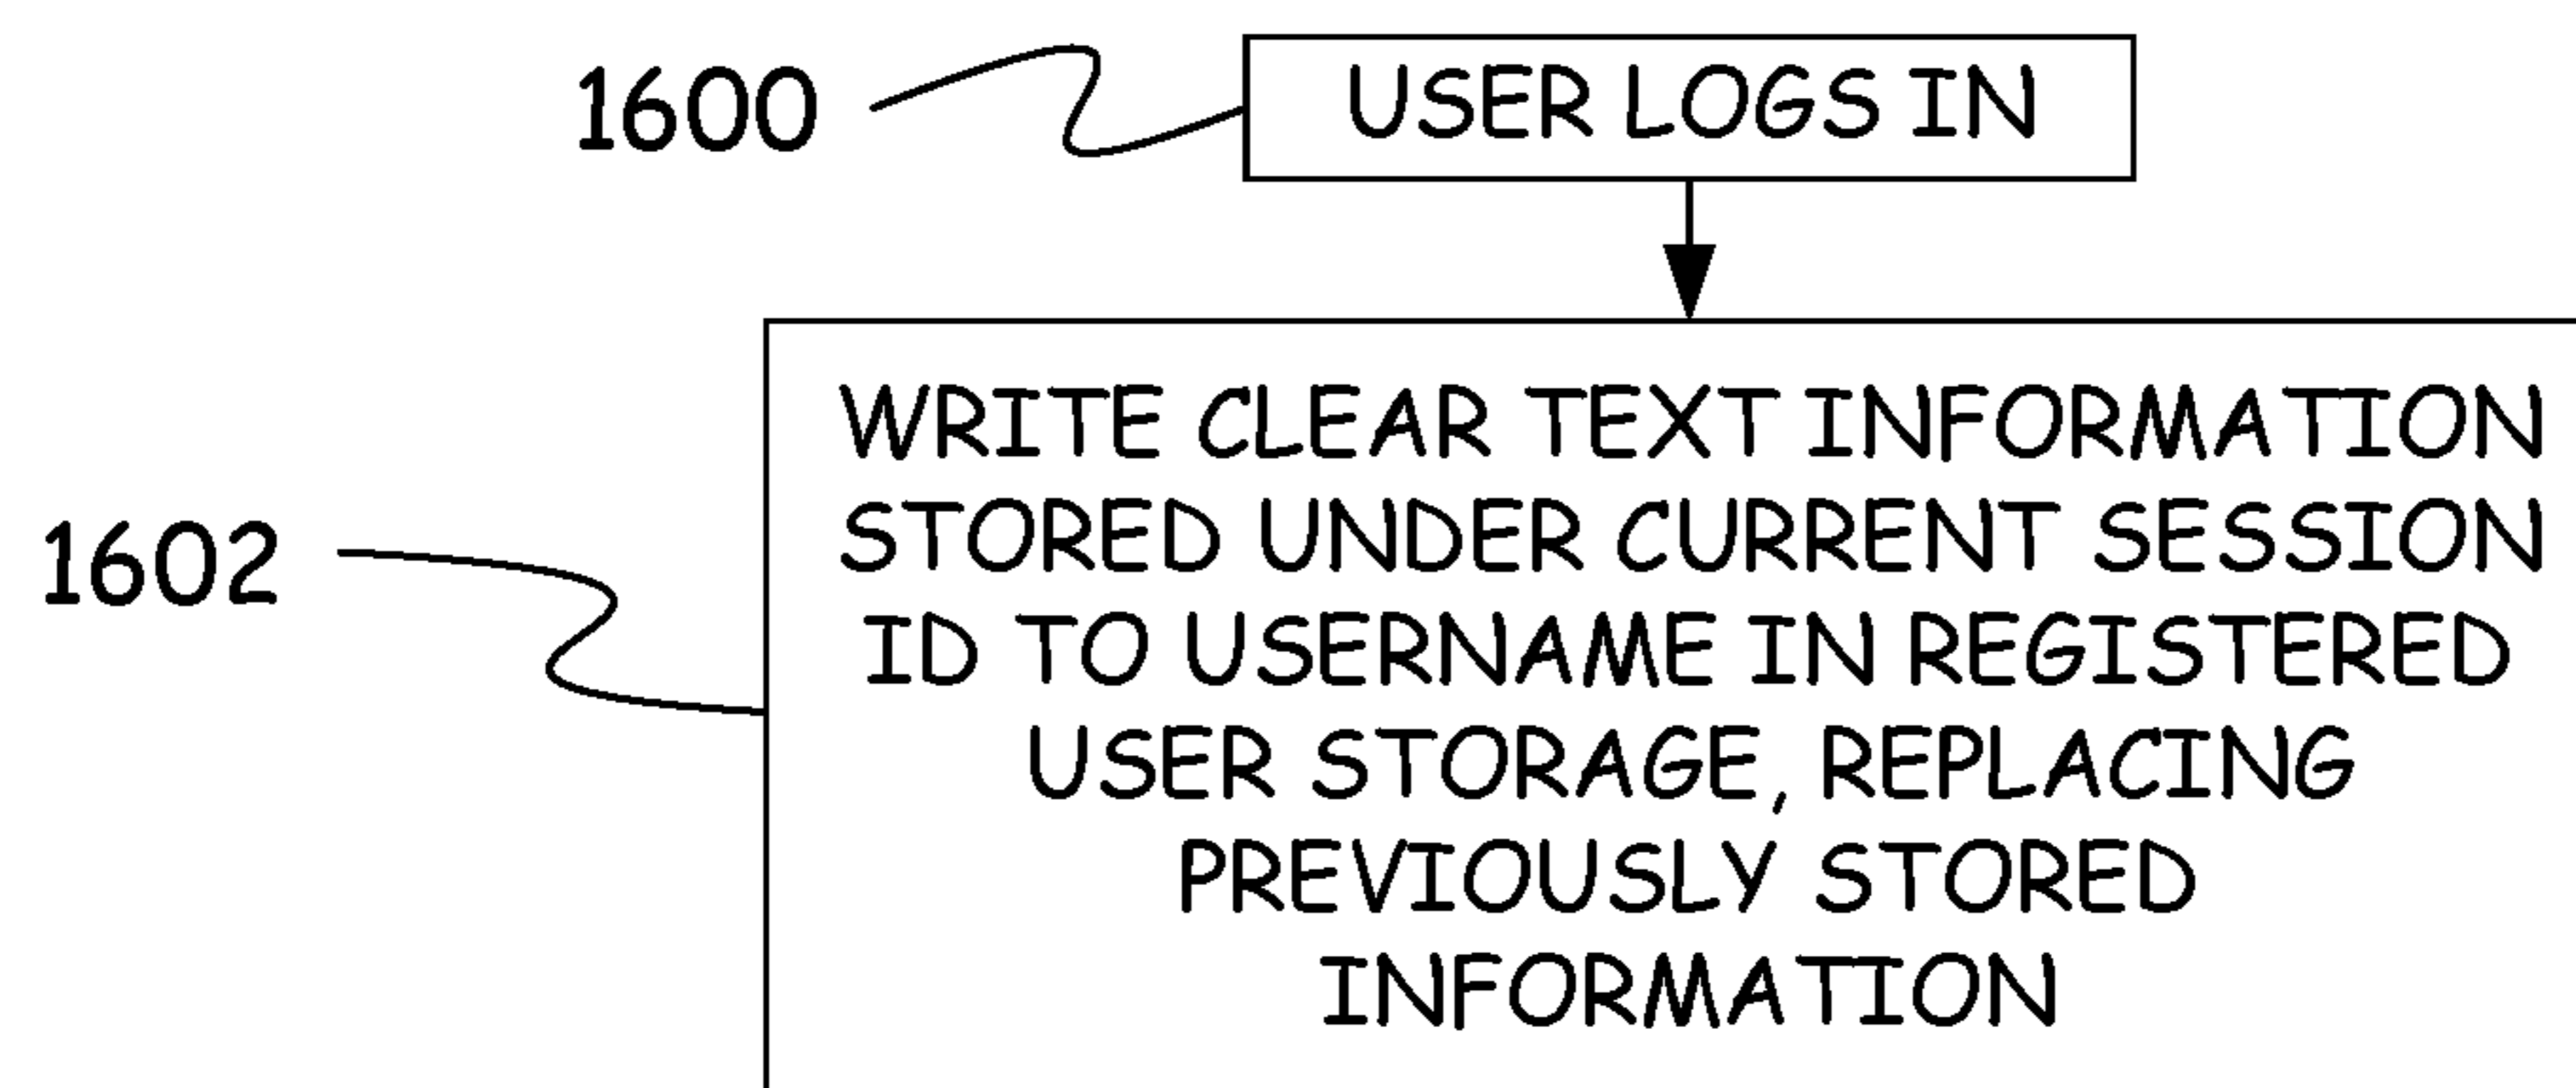 1600 USER LOGS IN
WRITE CLEAR TEXT INFORMATION
STORED UNDER CURRENT SESSION
1602
ID TO USERNAME IN REGISTERED
USER STORAGE, REPLACING
PREVIOUSLY STORED
INFORMATION